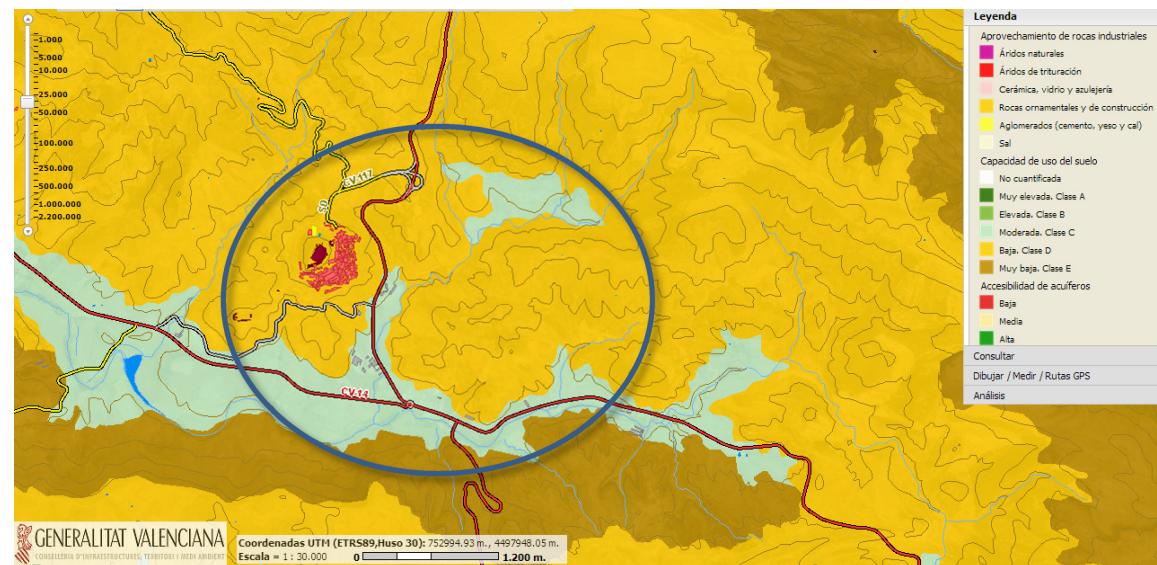 1.000
5.000
10.000
25.000
50.000
100.000
250.000
500.000
1.000.000
2.200.000
CV-117
CV-14
Leyenda
Aprovechamiento de rocas industriales
Áridos naturales
Áridos de trituración
Cerámica, vidrio y azulejería
Rocas ornamentales y de construcción
Aglomerados (cemento, yeso y cal)
Sal
Capacidad de uso del suelo
No cuantificada
Muy elevada. Clase A
Elevada. Clase B
Moderada. Clase C
Baja. Clase D
Muy baja. Clase E
Accesibilidad de acuíferos
Baja
Media
Alta
Consultar
Dibujar / Medir / Rutas GPS
Análisis
GENERALITAT VALENCIANA
CONSELLERIA D'INFRAESTRUCTURES, TERRITORI I MEDI AMBIENT
Coordenadas UTM (ETRS89,Huso 30): 752994.93 m., 4497948.05 m.
Escala = 1 : 30.000 0 1.200 m.